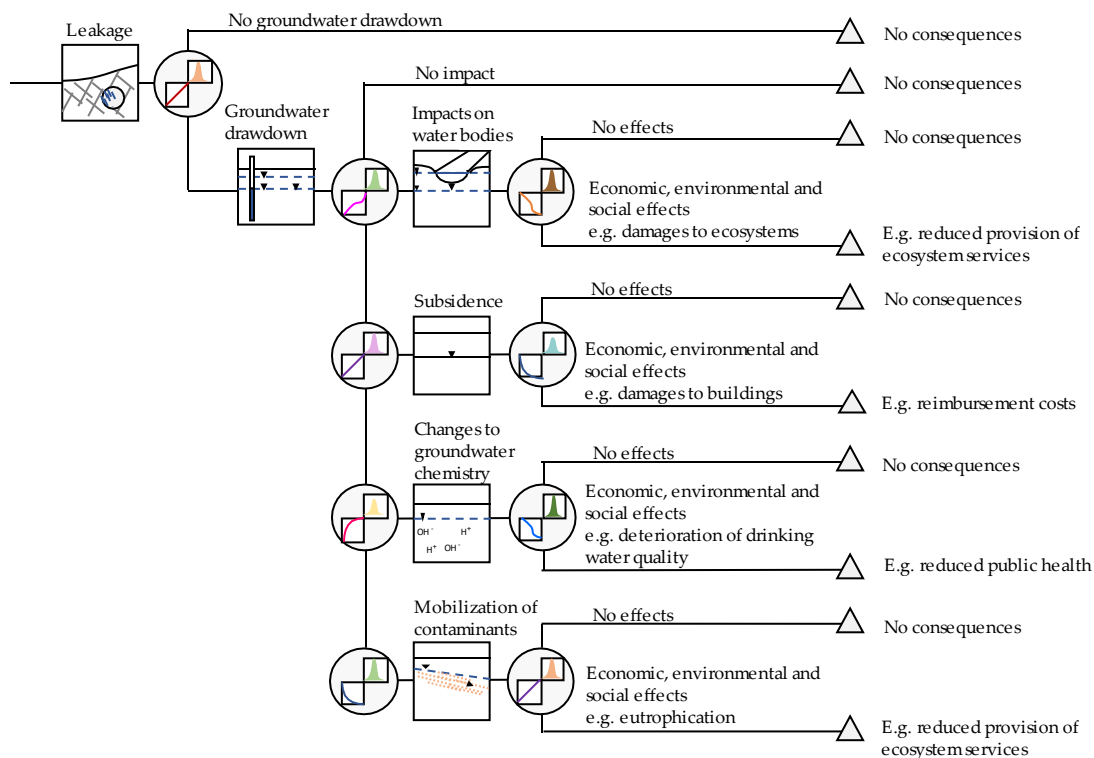 No groundwater drawdown
No consequences
Leakage
No impact
No consequences
Groundwater
drawdown
Impacts on
water bodies
No effects
No consequences
Economic, environmental and
social effects
e.g. damages to ecosystems
E.g. reduced provision of
ecosystem services
Subsidence
No effects
No consequences
Economic, environmental and
social effects
e.g. damages to buildings
E.g. reimbursement costs
Changes to
groundwater
chemistry
No effects
No consequences
OH⁻ H⁺
H⁺ OH⁻
Economic, environmental and
social effects
e.g. deterioration of drinking
water quality
E.g. reduced public health
Mobilization of
contaminants
No effects
No consequences
Economic, environmental and
social effects
e.g. eutrophication
E.g. reduced provision of
ecosystem services